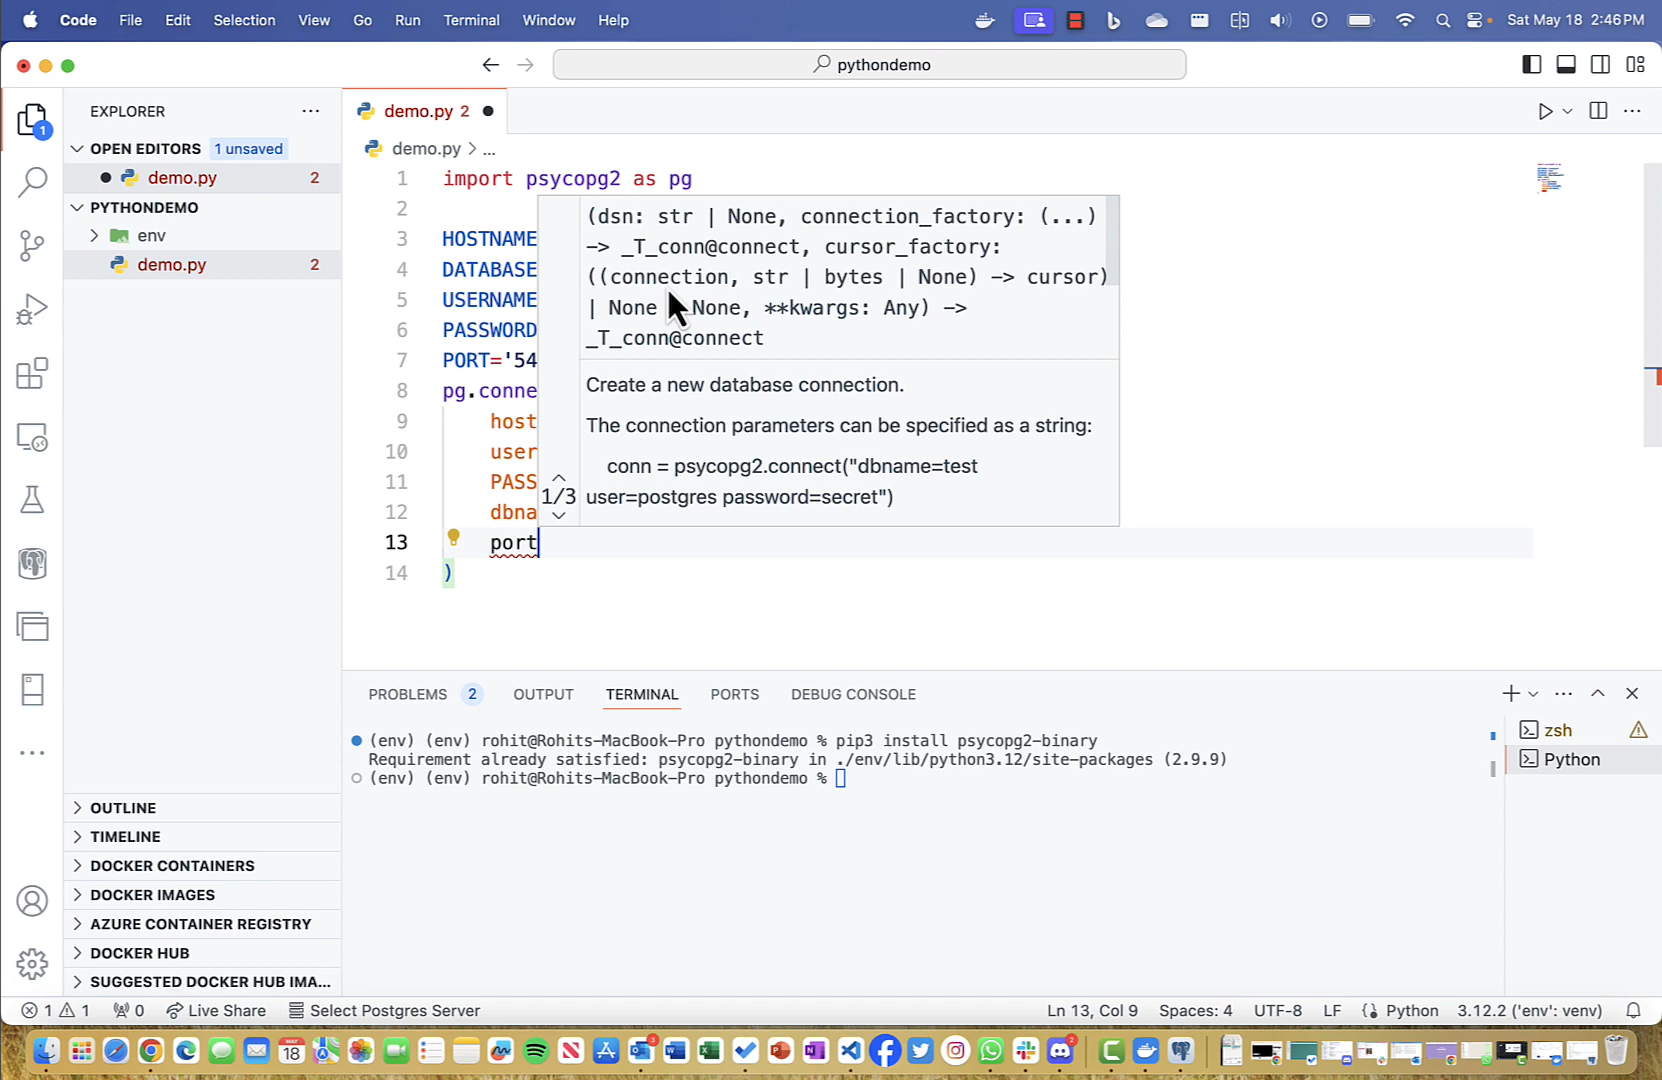 Code File Edit Selection View Go Run Terminal Window Help Sat May 18 2:46 PM
pythondemo
EXPLORER
OPEN EDITORS 1 unsaved
demo.py 2
PYTHONDEMO
env
demo.py 2
OUTLINE
TIMELINE
DOCKER CONTAINERS
DOCKER IMAGES
AZURE CONTAINER REGISTRY
DOCKER HUB
SUGGESTED DOCKER HUB IMA...
demo.py 2
demo.py > ...
1 import psycopg2 as pg
2
3 HOSTNAME
4 DATABASE
5 USERNAME
6 PASSWORD
7 PORT='54
8 pg.conne
9 host
10 user
11 PASS
12 dbna
13 port
14 )
(dsn: str | None, connection_factory: (...)
-> _T_conn@connect, cursor_factory:
((connection, str | bytes | None) -> cursor)
| None None, **kwargs: Any) ->
_T_conn@connect
Create a new database connection.
The connection parameters can be specified as a string:
conn = psycopg2.connect("dbname=test
1/3 user=postgres password=secret")
PROBLEMS 2 OUTPUT TERMINAL PORTS DEBUG CONSOLE
(env) (env) rohit@Rohits-MacBook-Pro pythondemo % pip3 install psycopg2-binary
Requirement already satisfied: psycopg2-binary in ./env/lib/python3.12/site-packages (2.9.9)
(env) (env) rohit@Rohits-MacBook-Pro pythondemo %
zsh
Python
1 1 0 Live Share Select Postgres Server Ln 13, Col 9 Spaces: 4 UTF-8 LF Python 3.12.2 ('env': venv)